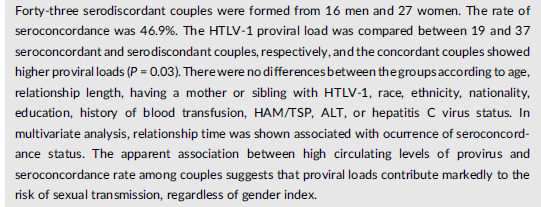 Forty-three serodiscordant couples were formed from 16 men and 27 women. The rate of
seroconcordance was 46.9%. The HTLV-1 proviral load was compared between 19 and 37
seroconcordant and serodiscondant couples, respectively, and the concordant couples showed
higher proviral loads (P = 0.03). There were no differences between the groups according to age,
relationship length, having a mother or sibling with HTLV-1, race, ethnicity, nationality,
education, history of blood transfusion, HAM/TSP, ALT, or hepatitis C virus status. In
multivariate analysis, relationship time was shown associated with ocurrence of seroconcord-
ance status. The apparent association between high circulating levels of provirus and
seroconcordance rate among couples suggests that proviral loads contribute markedly to the
risk of sexual transmission, regardless of gender index.